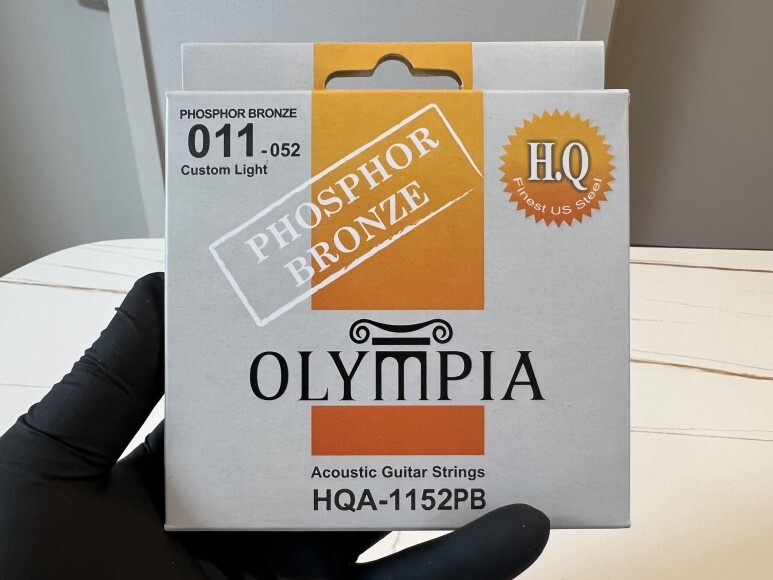 PHOSPHOR BRONZE
011-052
Custom Light
PHOSPHOR
BRONZE
H.Q
Finest US Steel
OLYMPIA
Acoustic Guitar Strings
HQA-1152PB